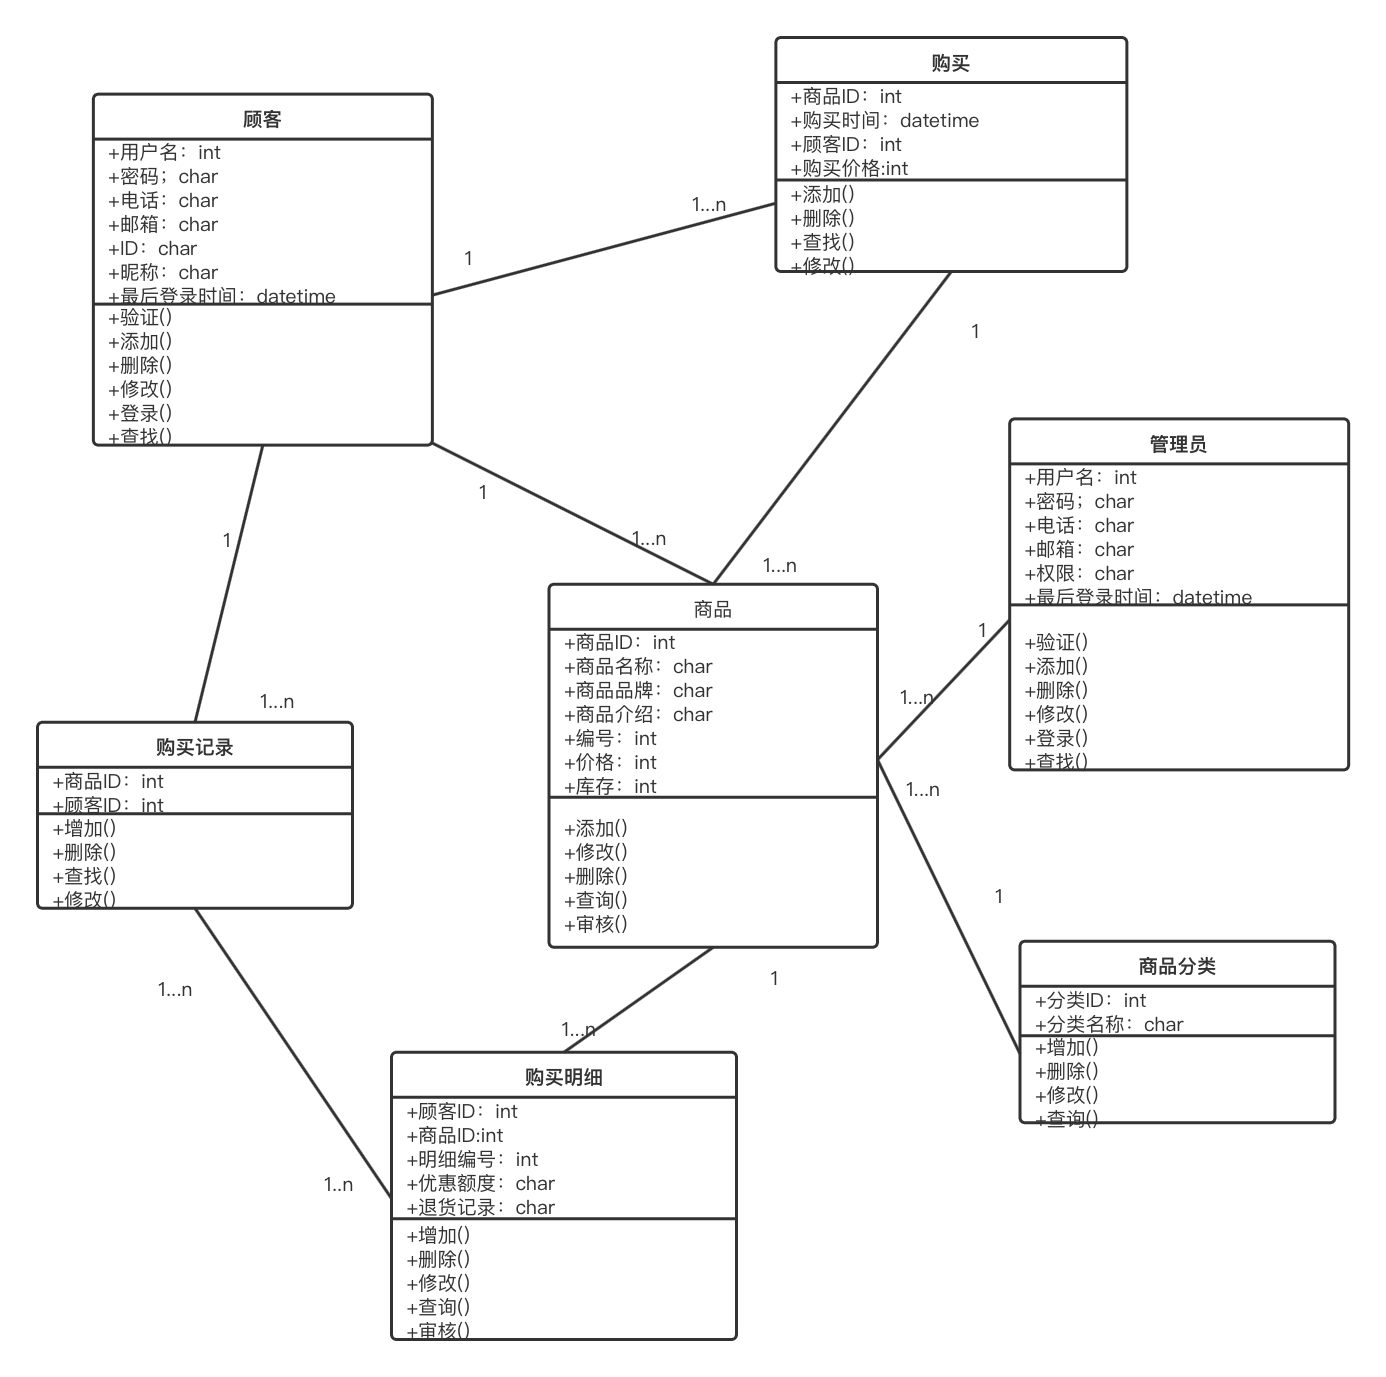 购买
+商品ID：int
+购买时间：datetime
+顾客ID：int
+购买价格:int
+添加()
+删除()
+查找()
+修改()
顾客
+用户名：int
+密码；char
+电话：char
+邮箱：char
+ID：char
+昵称：char
+最后登录时间：datetime
+验证()
+添加()
+删除()
+修改()
+登录()
+查找()
1...n
1
1
1
1...n
1...n
1
1...n
管理员
+用户名：int
+密码；char
+电话：char
+邮箱：char
+权限：char
+最后登录时间：datetime
+验证()
+添加()
+删除()
+修改()
+登录()
+查找()
商品
+商品ID：int
+商品名称：char
+商品品牌：char
+商品介绍：char
+编号：int
+价格：int
+库存：int
+添加()
+修改()
+删除()
+查询()
+审核()
1
1...n
1...n
1
购买记录
+商品ID：int
+顾客ID：int
+增加()
+删除()
+查找()
+修改()
商品分类
+分类ID：int
+分类名称：char
+增加()
+删除()
+修改()
+查询()
1...n
1
1...n
1..n
购买明细
+顾客ID：int
+商品ID:int
+明细编号：int
+优惠额度：char
+退货记录：char
+增加()
+删除()
+修改()
+查询()
+审核()